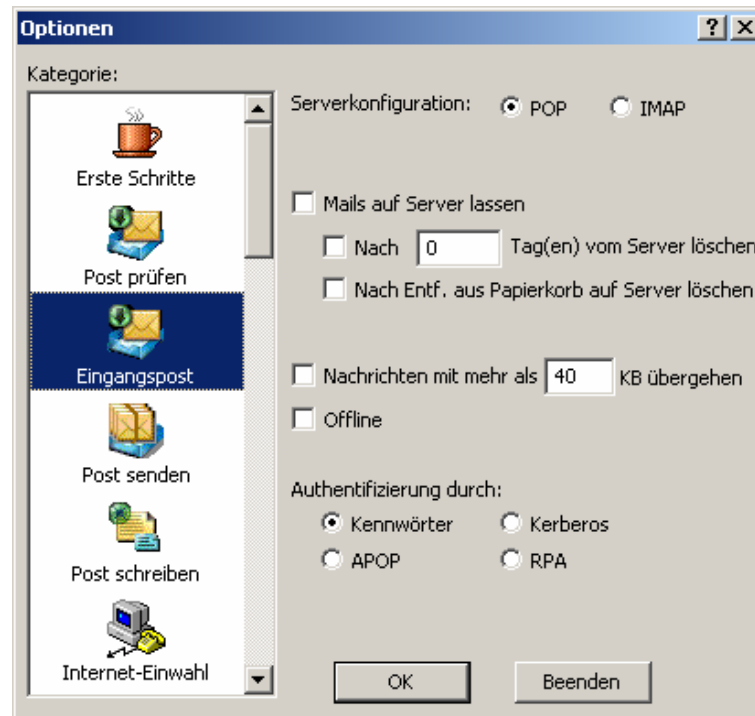 Optionen
Kategorie:
Erste Schritte
Post prüfen
Eingangspost
Post senden
Post schreiben
Internet-Einwahl
Serverkonfiguration: POP IMAP
Mails auf Server lassen
Nach 0 Tag(en) vom Server löschen
Nach Entf. aus Papierkorb auf Server löschen
Nachrichten mit mehr als 40 KB übergehen
Offline
Authentifizierung durch:
Kennwörter Kerberos
APOP RPA
OK Beenden